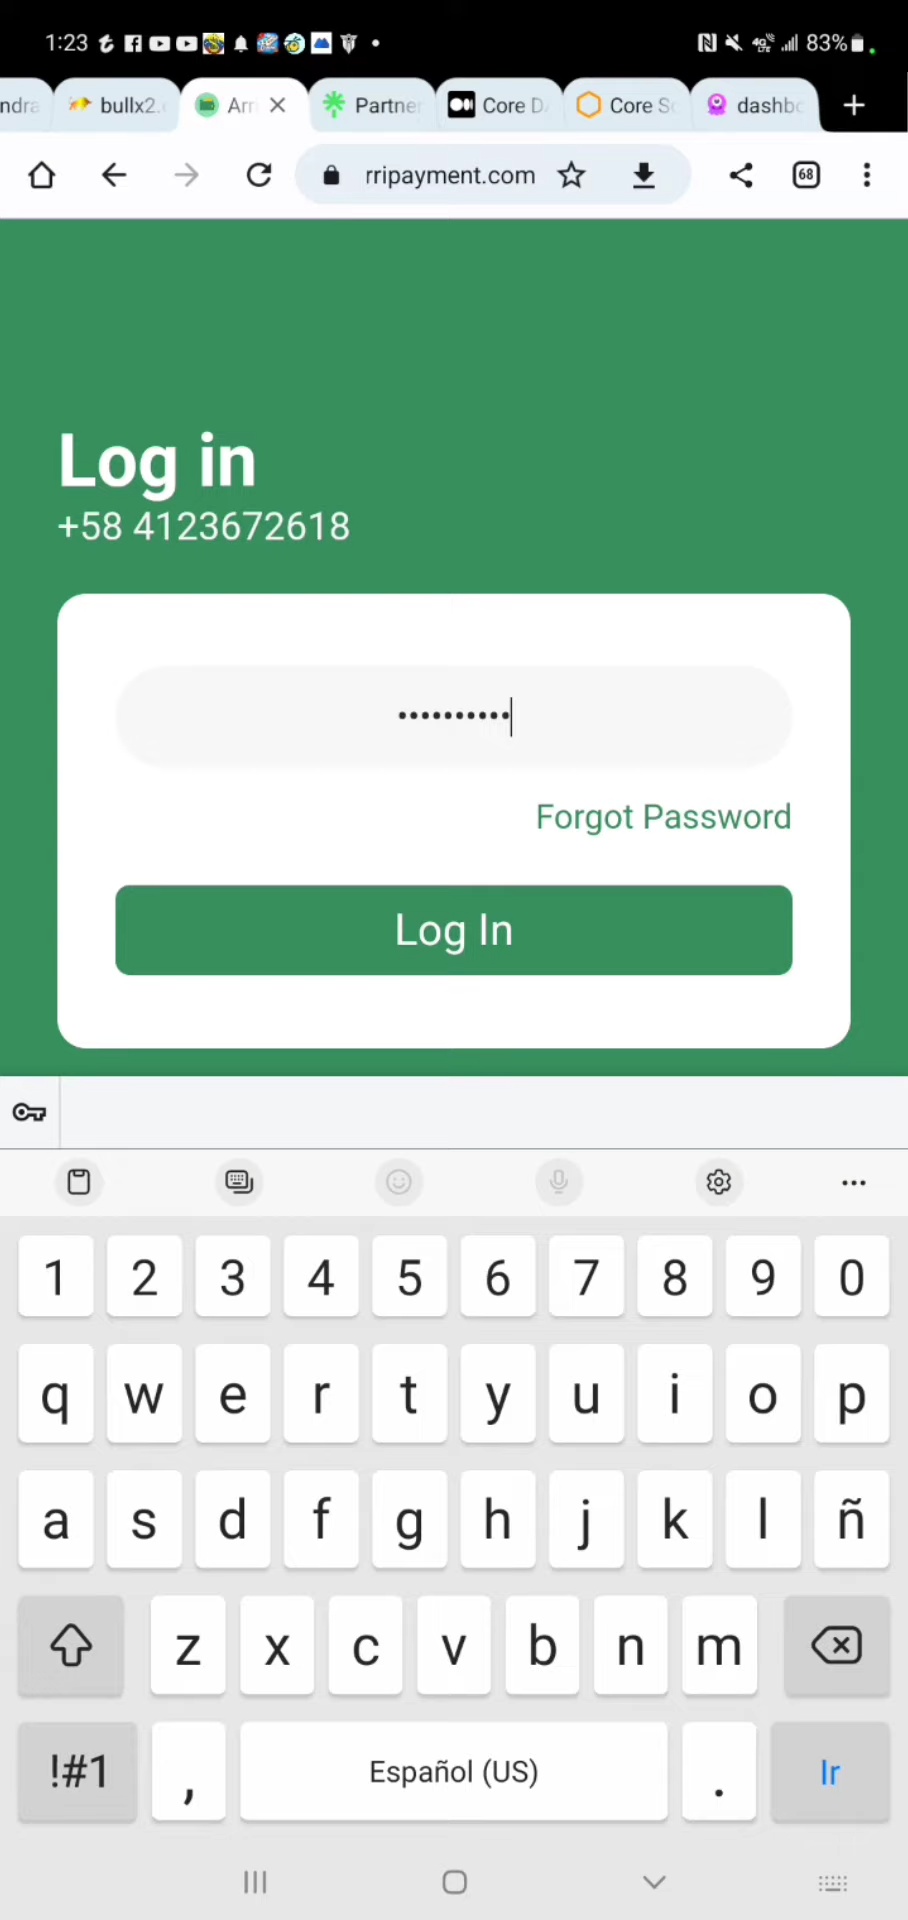 1:23 83%
ndra bullx2. Arri Partner Core D Core S dashbo
rripayment.com 68
Log in
+58 4123672618
••••••••••
Forgot Password
Log In
1 2 3 4 5 6 7 8 9 0
q w e r t y u i o p
a s d f g h j k l ñ
z x c v b n m
!#1 , Español (US) . Ir